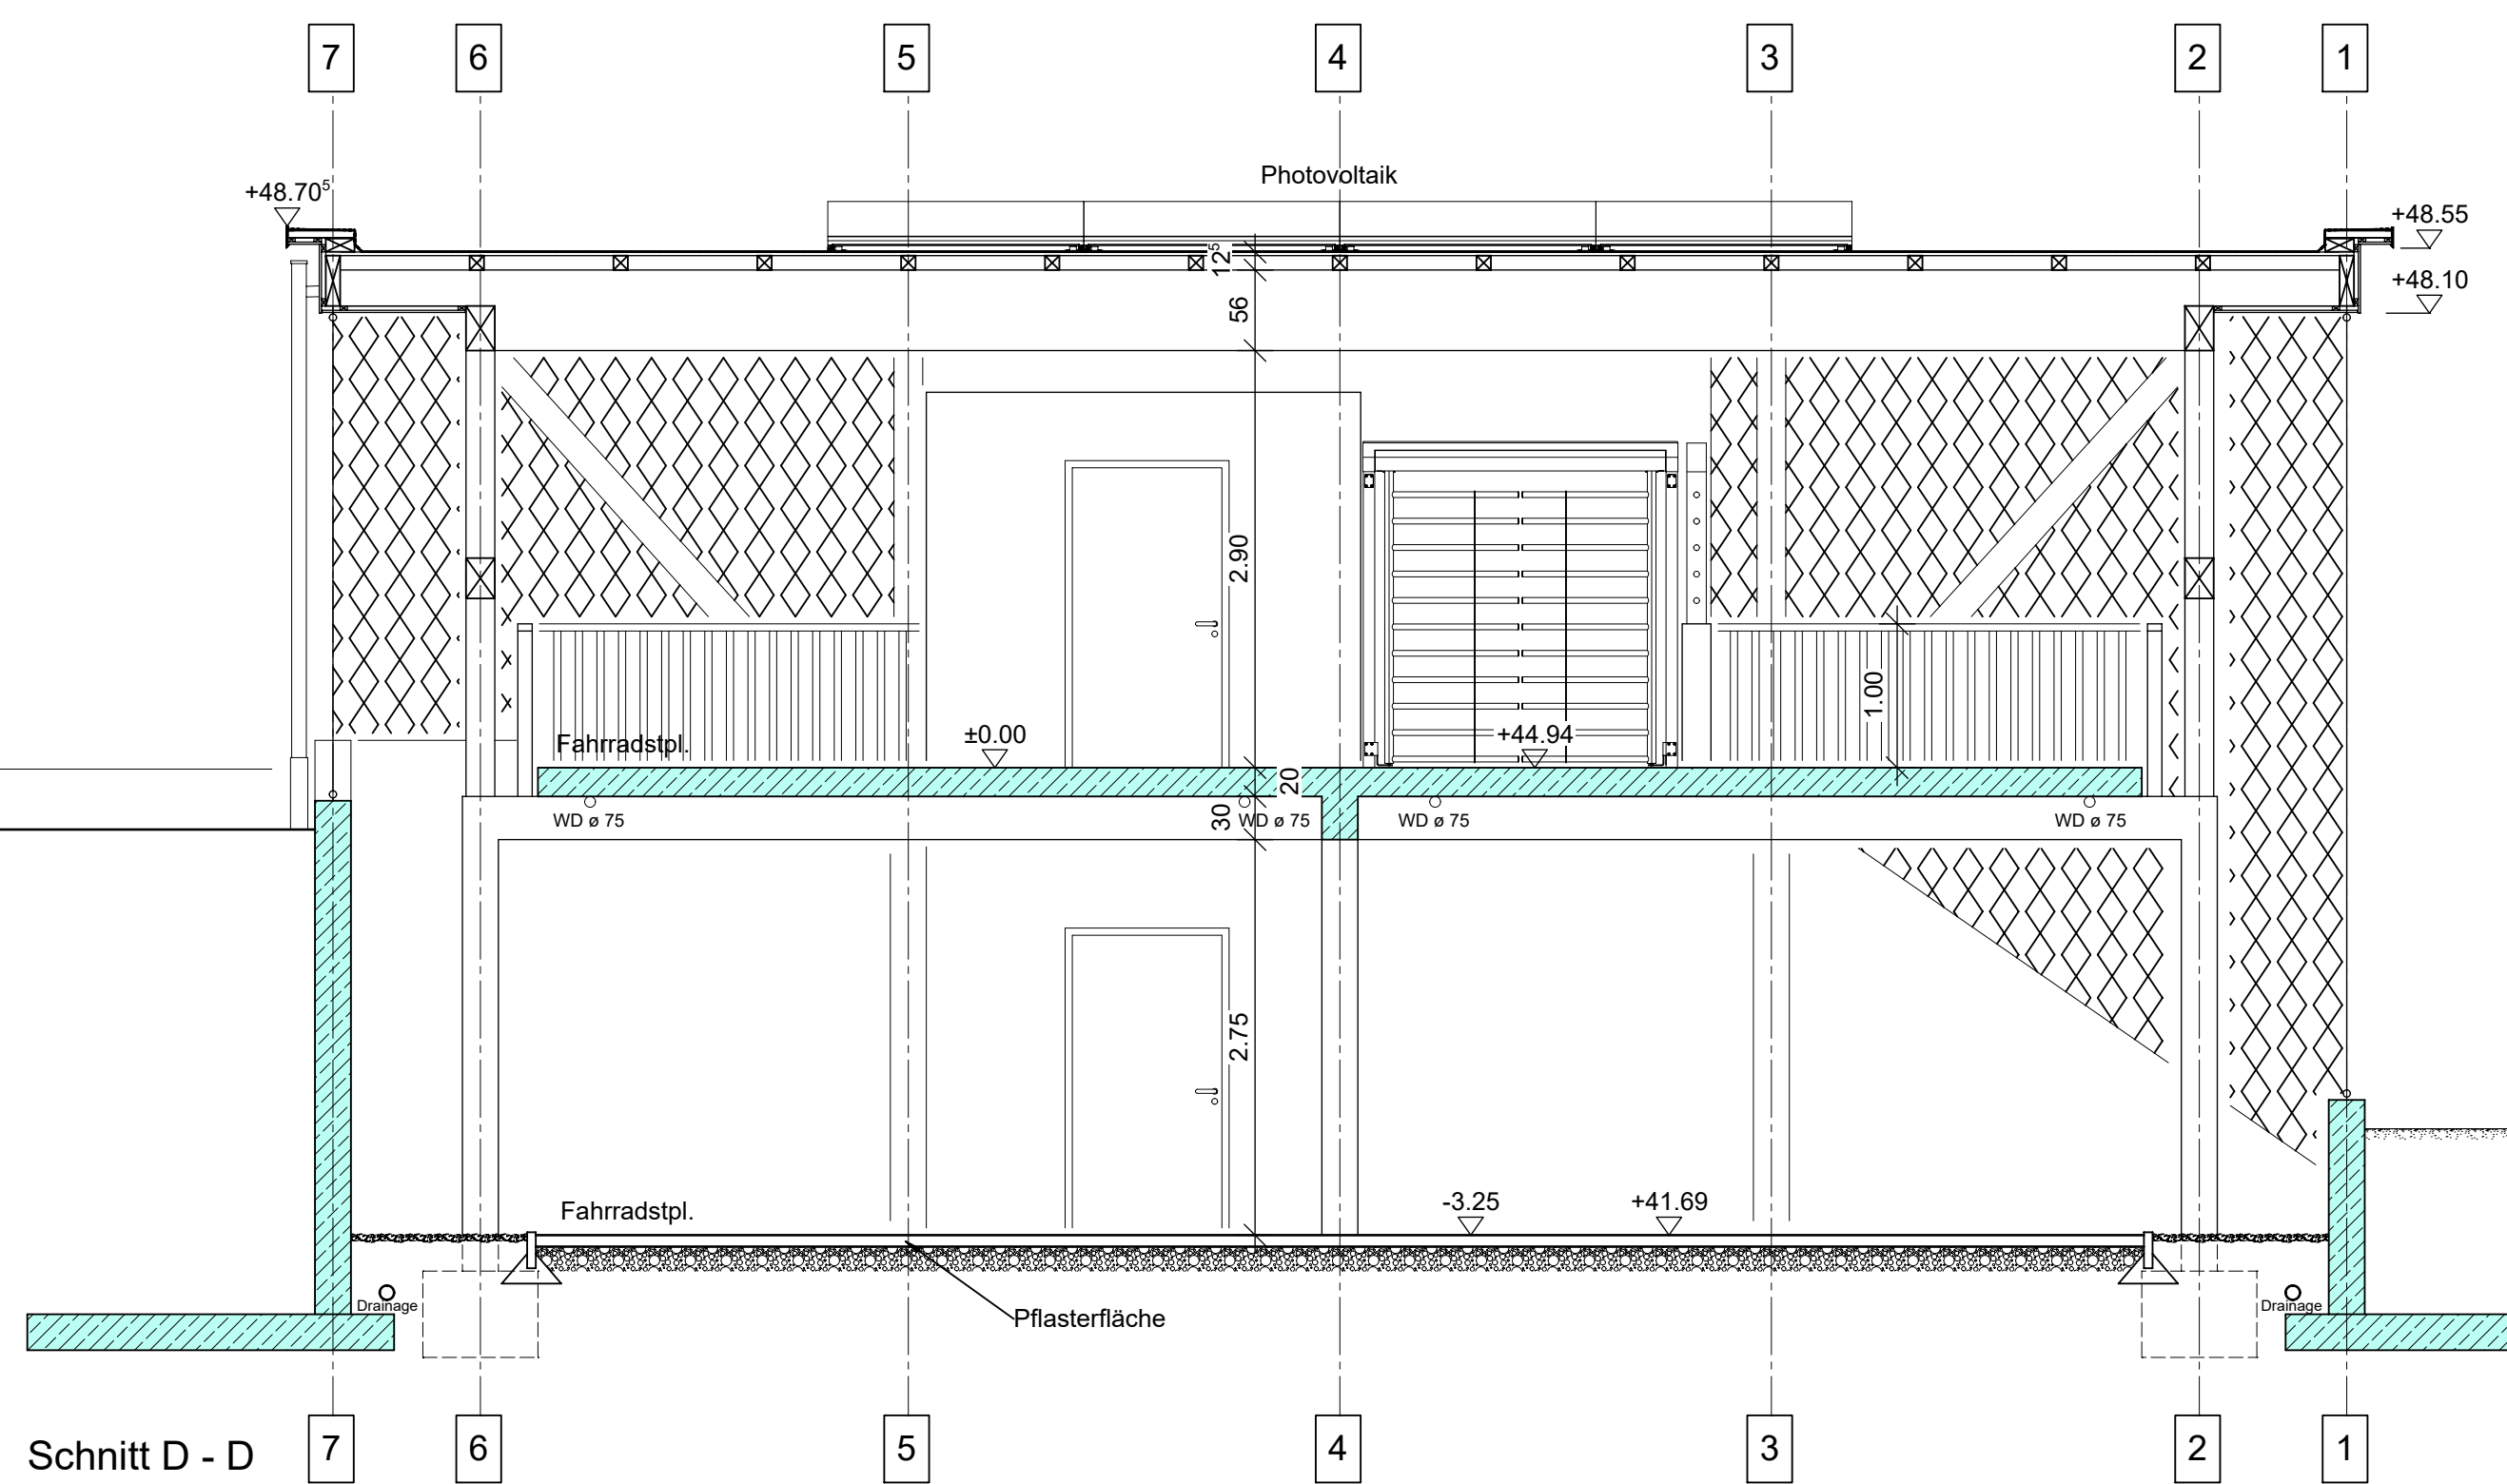 7 6 5 4 3 2 1
Photovoltaik
+48.70⁵
+48.55
12⁵
+48.10
56
2.90
1.00
Fahrradstpl.
±0.00
+44.94
20
30
WD ø 75
WD ø 75
WD ø 75
WD ø 75
2.75
Fahrradstpl.
-3.25
+41.69
Drainage
Drainage
Pflasterfläche
7 6 5 4 3 2 1
Schnitt D - D